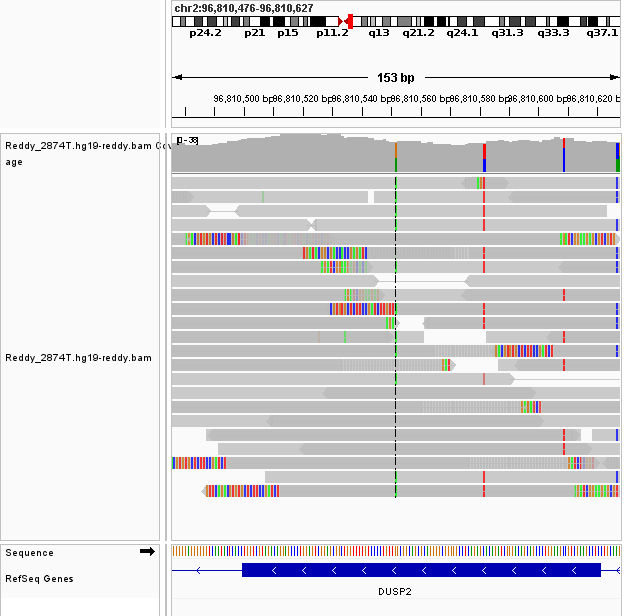 chr2:96,810,476-96,810,627
p24.2 p21 p15 p11.2 q13 q21.2 q24.1 q31.3 q33.3 q37.1
153 bp
96,810,500 bp 96,810,520 bp 96,810,540 bp 96,810,560 bp 96,810,580 bp 96,810,600 bp 96,810,620 b
Reddy_2874T.hg19-reddy.bam Cov
age
Reddy_2874T.hg19-reddy.bam
Sequence
RefSeq Genes
DUSP2